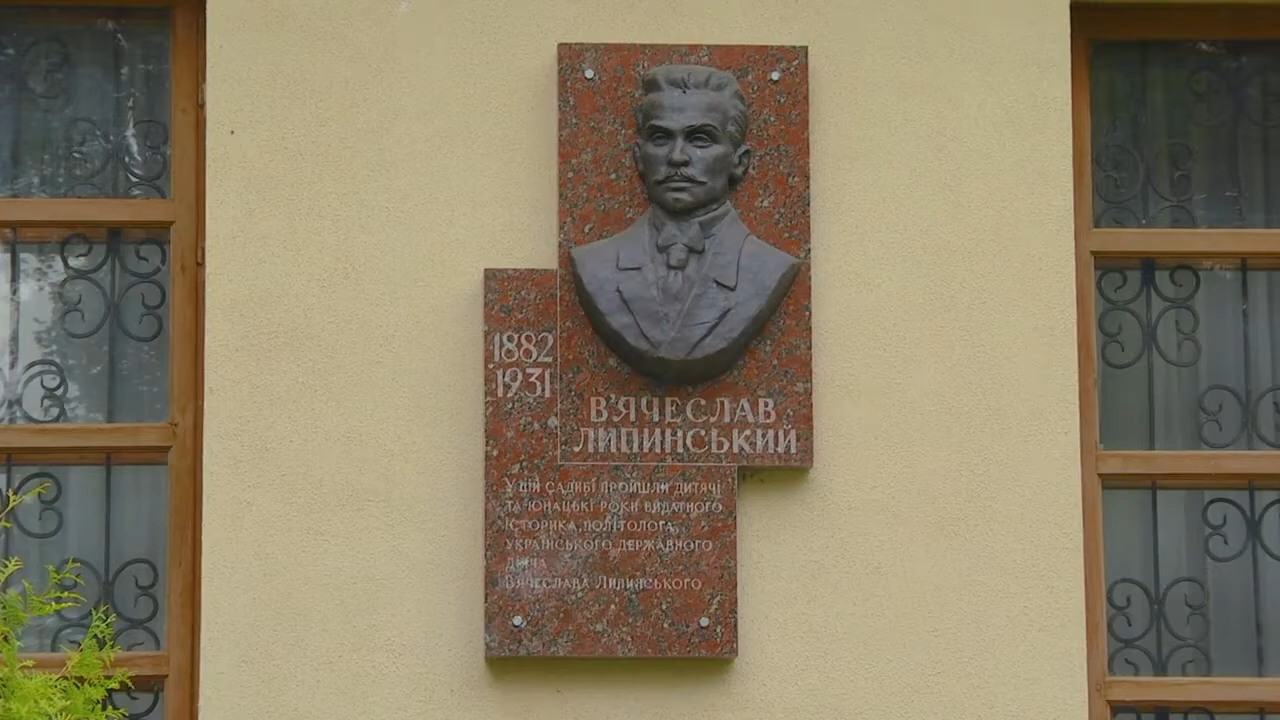 1882
1931
В'ЯЧЕСЛАВ
ЛИПИНСЬКИЙ
У ЦІЙ САДИБІ ПРОЙШЛИ ДИТЯЧІ
ТА ЮНАЦЬКІ РОКИ ВИДАТНОГО
ІСТОРИКА, ПОЛІТОЛОГА,
УКРАЇНСЬКОГО ДЕРЖАВНОГО
ДІЯЧА
В'ЯЧЕСЛАВА ЛИПИНСЬКОГО